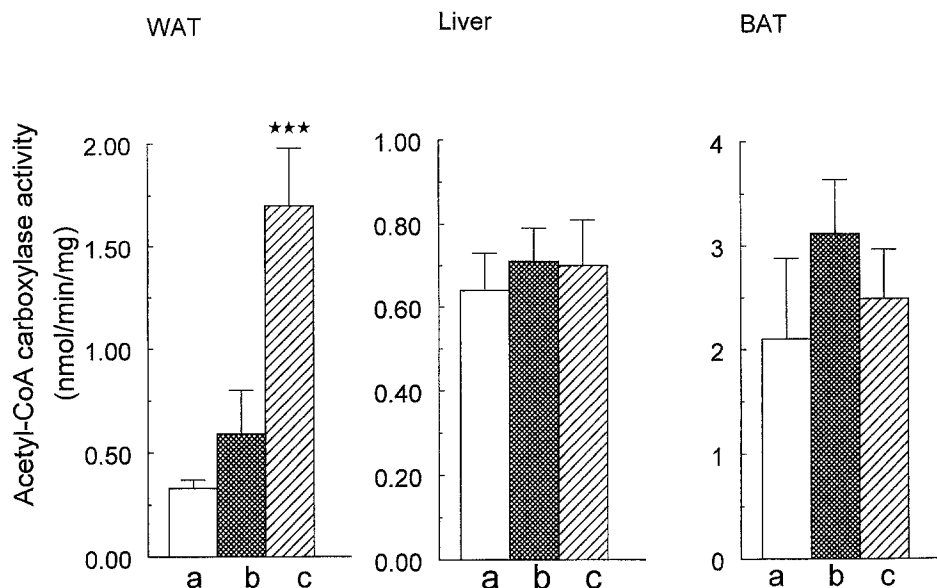 WAT
Liver
BAT
Acetyl-CoA carboxylase activity
(nmol/min/mg)
2.00
1.50
1.00
0.50
0.00
★★★
a b c
1.00
0.80
0.60
0.40
0.20
0.00
a b c
4
3
2
1
0
a b c